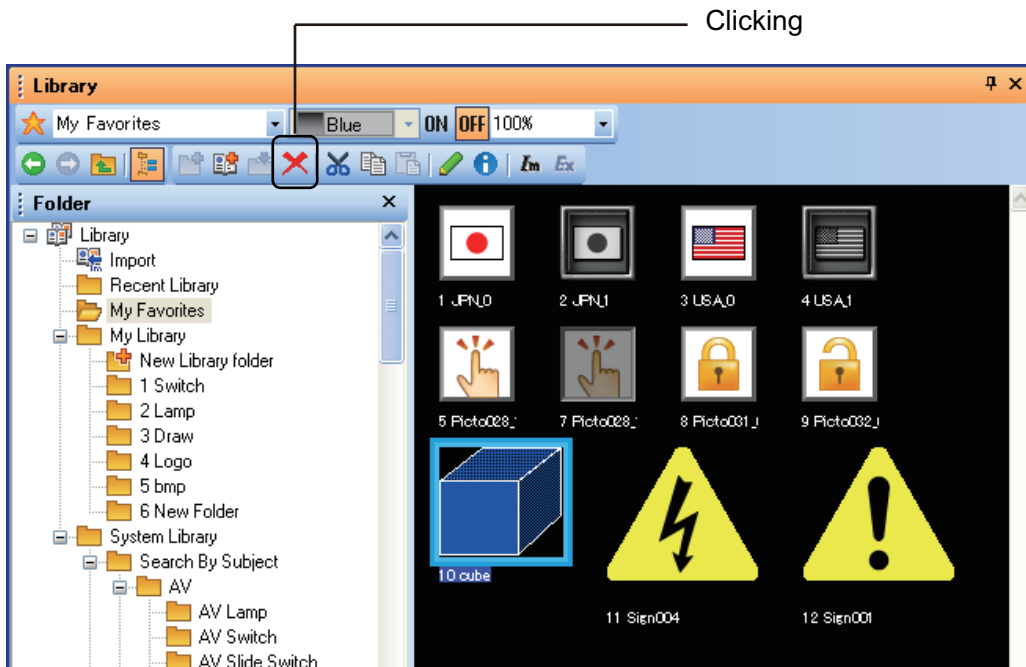 Clicking
Library
My Favorites Blue ON OFF 100%
Im Ex
Folder
Library
Import
Recent Library
My Favorites
My Library
New Library folder
1 Switch
2 Lamp
3 Draw
4 Logo
5 bmp
6 New Folder
System Library
Search By Subject
AV
AV Lamp
AV Switch
AV Slide Switch
1 JPN_0 2 JPN_1 3 USA_0 4 USA_1
5 Picto028_ 7 Picto028_ 8 Picto031_ 9 Picto032_
10 cube
11 Sign004 12 Sign001